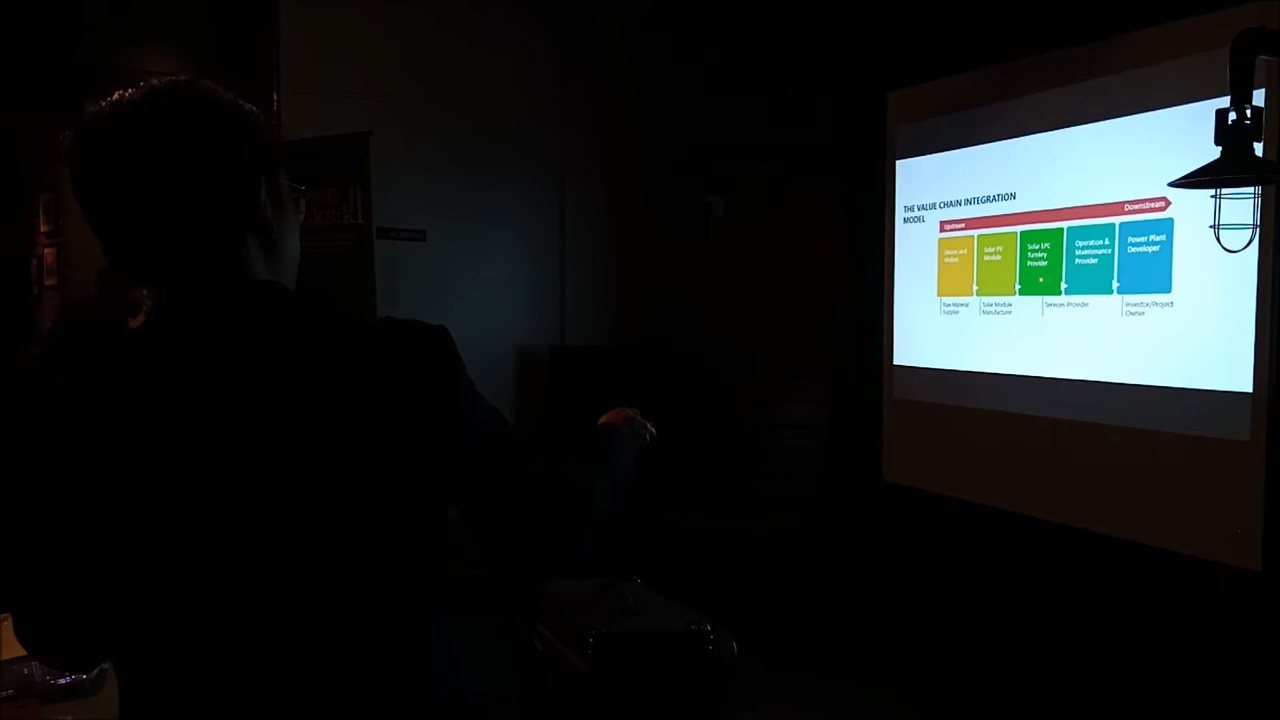 THE VALUE CHAIN INTEGRATION
MODEL
Upstream
Downstream
Silicon and
Wafers
Solar PV
Module
Solar EPC
Turnkey
Provider
Operation &
Maintenance
Provider
Power Plant
Developer
Raw Material
Supplier
Solar Module
Manufacturer
Services Provider
Investor/Project
Owner